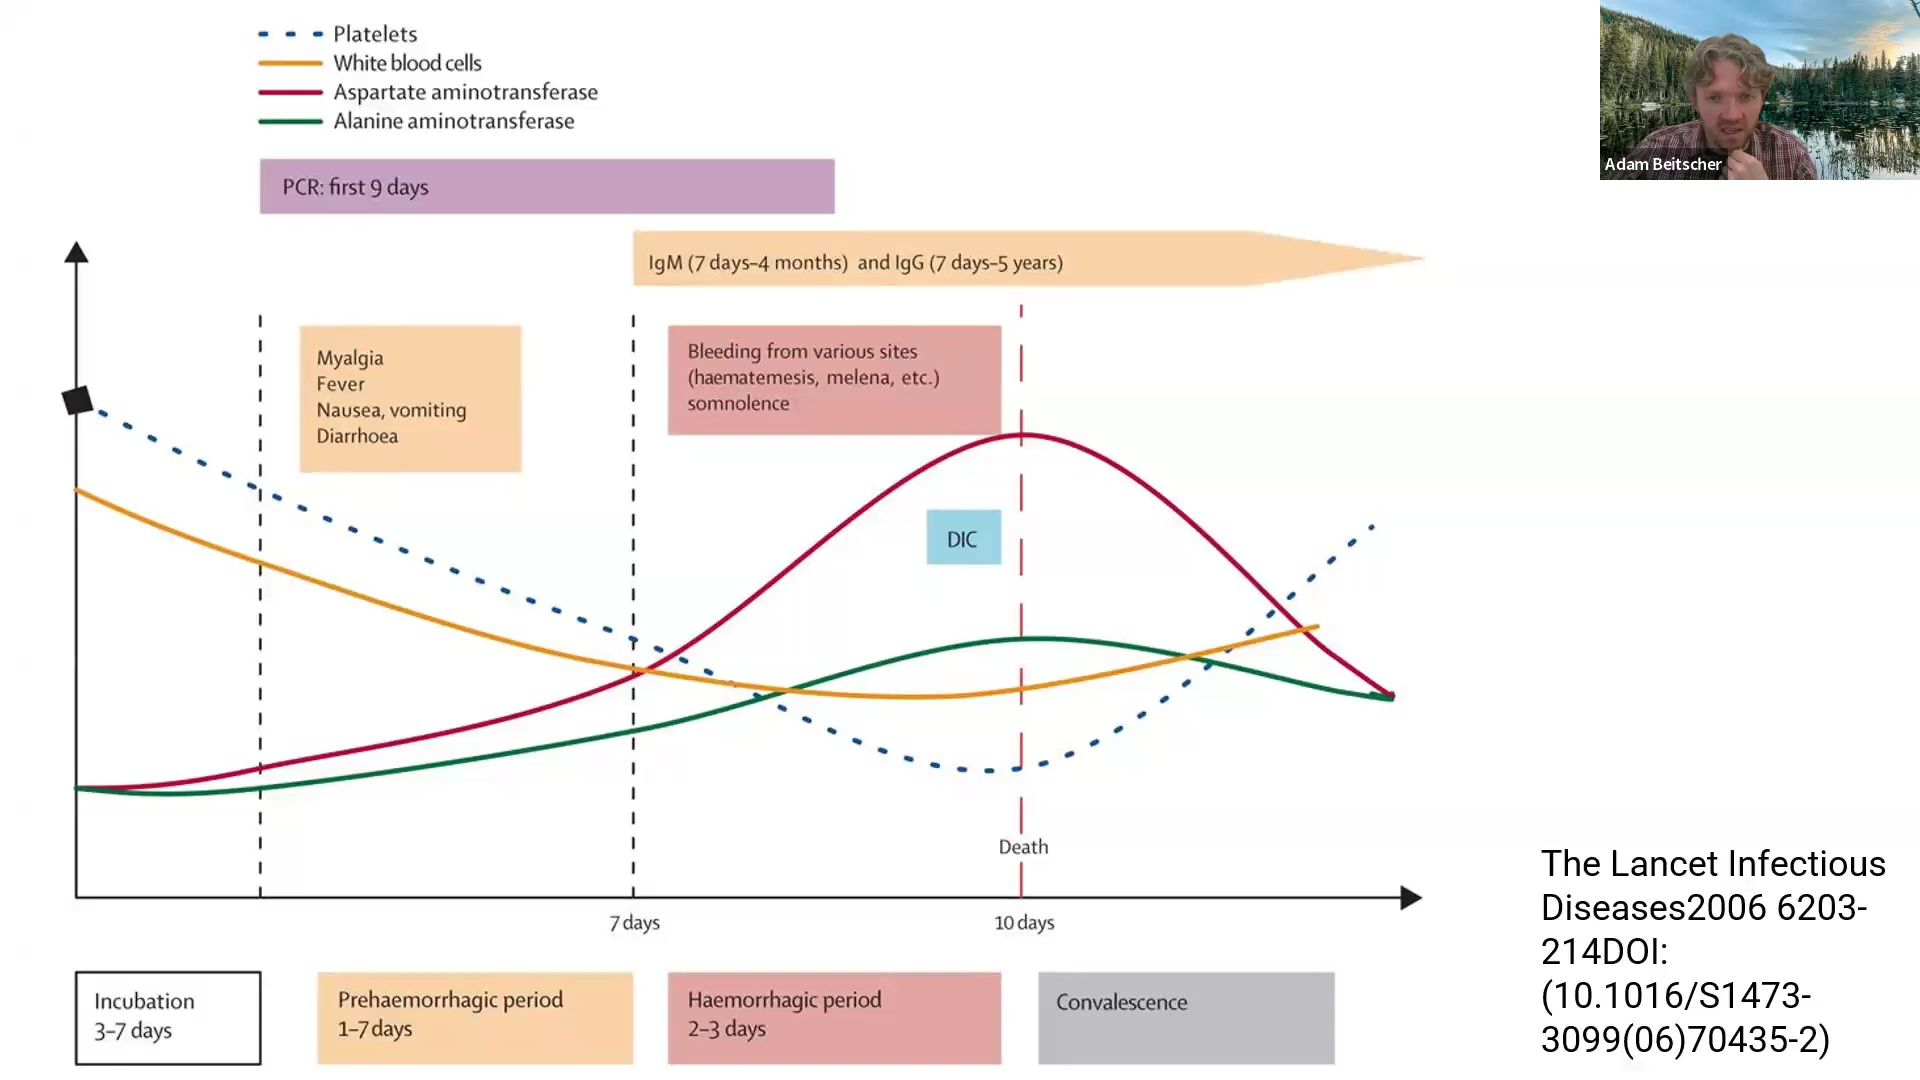 Platelets
White blood cells
Aspartate aminotransferase
Alanine aminotransferase
PCR: first 9 days
IgM (7 days–4 months) and IgG (7 days–5 years)
Myalgia
Fever
Nausea, vomiting
Diarrhoea
Bleeding from various sites
(haematemesis, melena, etc.)
somnolence
DIC
Death
7 days
10 days
Incubation
3–7 days
Prehaemorrhagic period
1–7 days
Haemorrhagic period
2–3 days
Convalescence
Adam Beitscher
The Lancet Infectious
Diseases2006 6203-
214DOI:
(10.1016/S1473-
3099(06)70435-2)